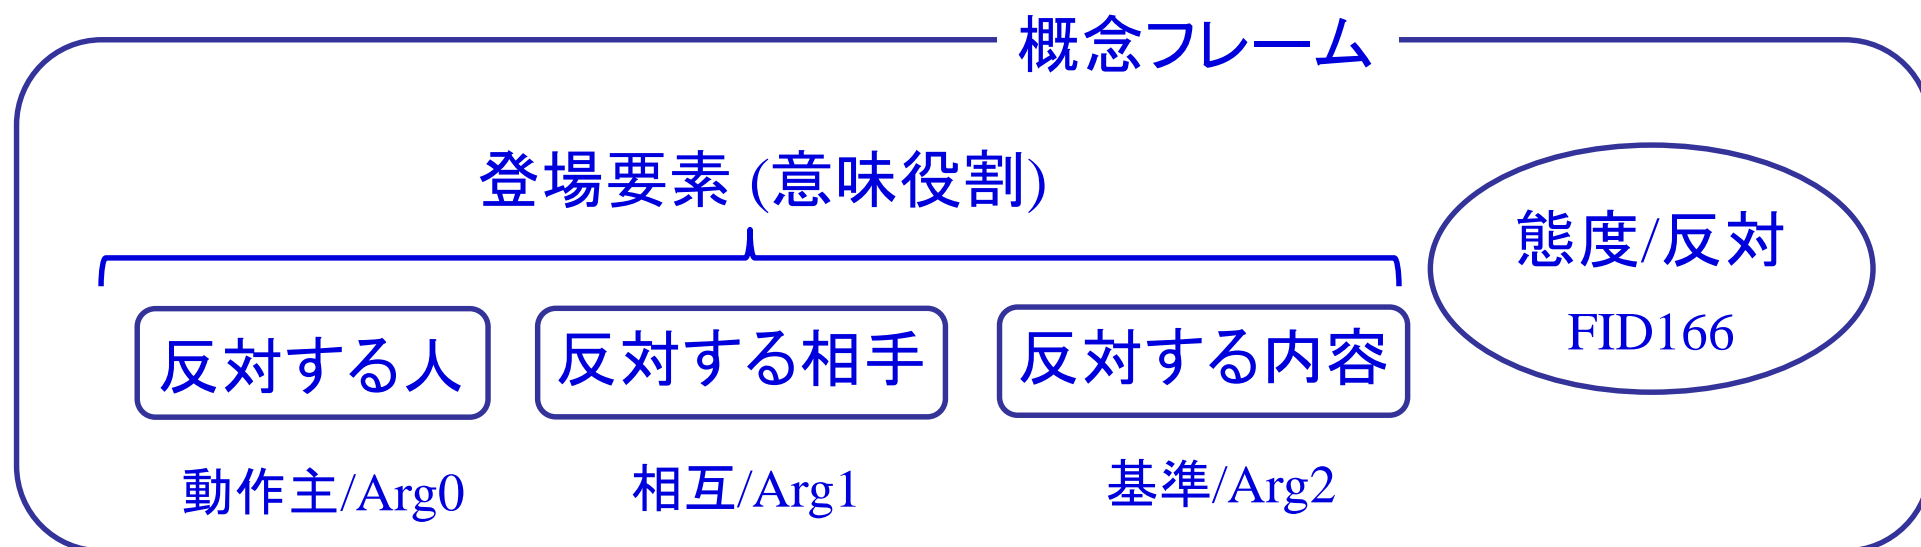 概念フレーム
登場要素 (意味役割)
態度/反対
FID166
反対する人
反対する相手
反対する内容
動作主/Arg0
相互/Arg1
基準/Arg2